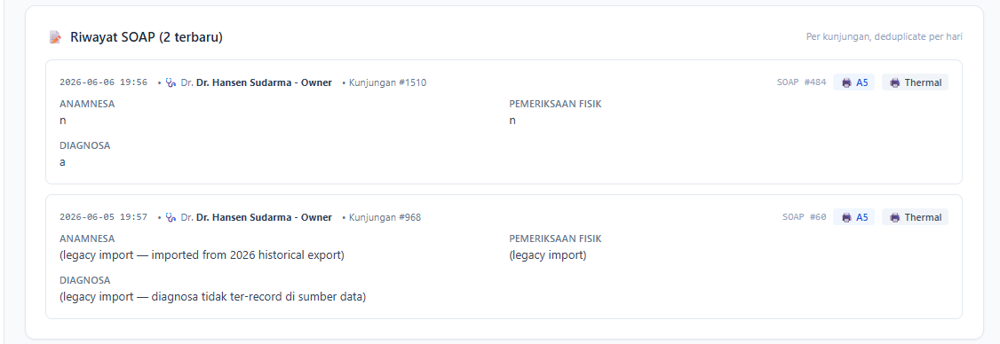 Riwayat SOAP (2 terbaru)
Per kunjungan, deduplicate per hari
2026-06-06 19:56 • Dr. Dr. Hansen Sudarma - Owner • Kunjungan #1510
SOAP #484 A5 Thermal
ANAMNESA
n
PEMERIKSAAN FISIK
n
DIAGNOSA
a
2026-06-05 19:57 • Dr. Dr. Hansen Sudarma - Owner • Kunjungan #968
SOAP #60 A5 Thermal
ANAMNESA
(legacy import — imported from 2026 historical export)
PEMERIKSAAN FISIK
(legacy import)
DIAGNOSA
(legacy import — diagnosa tidak ter-record di sumber data)